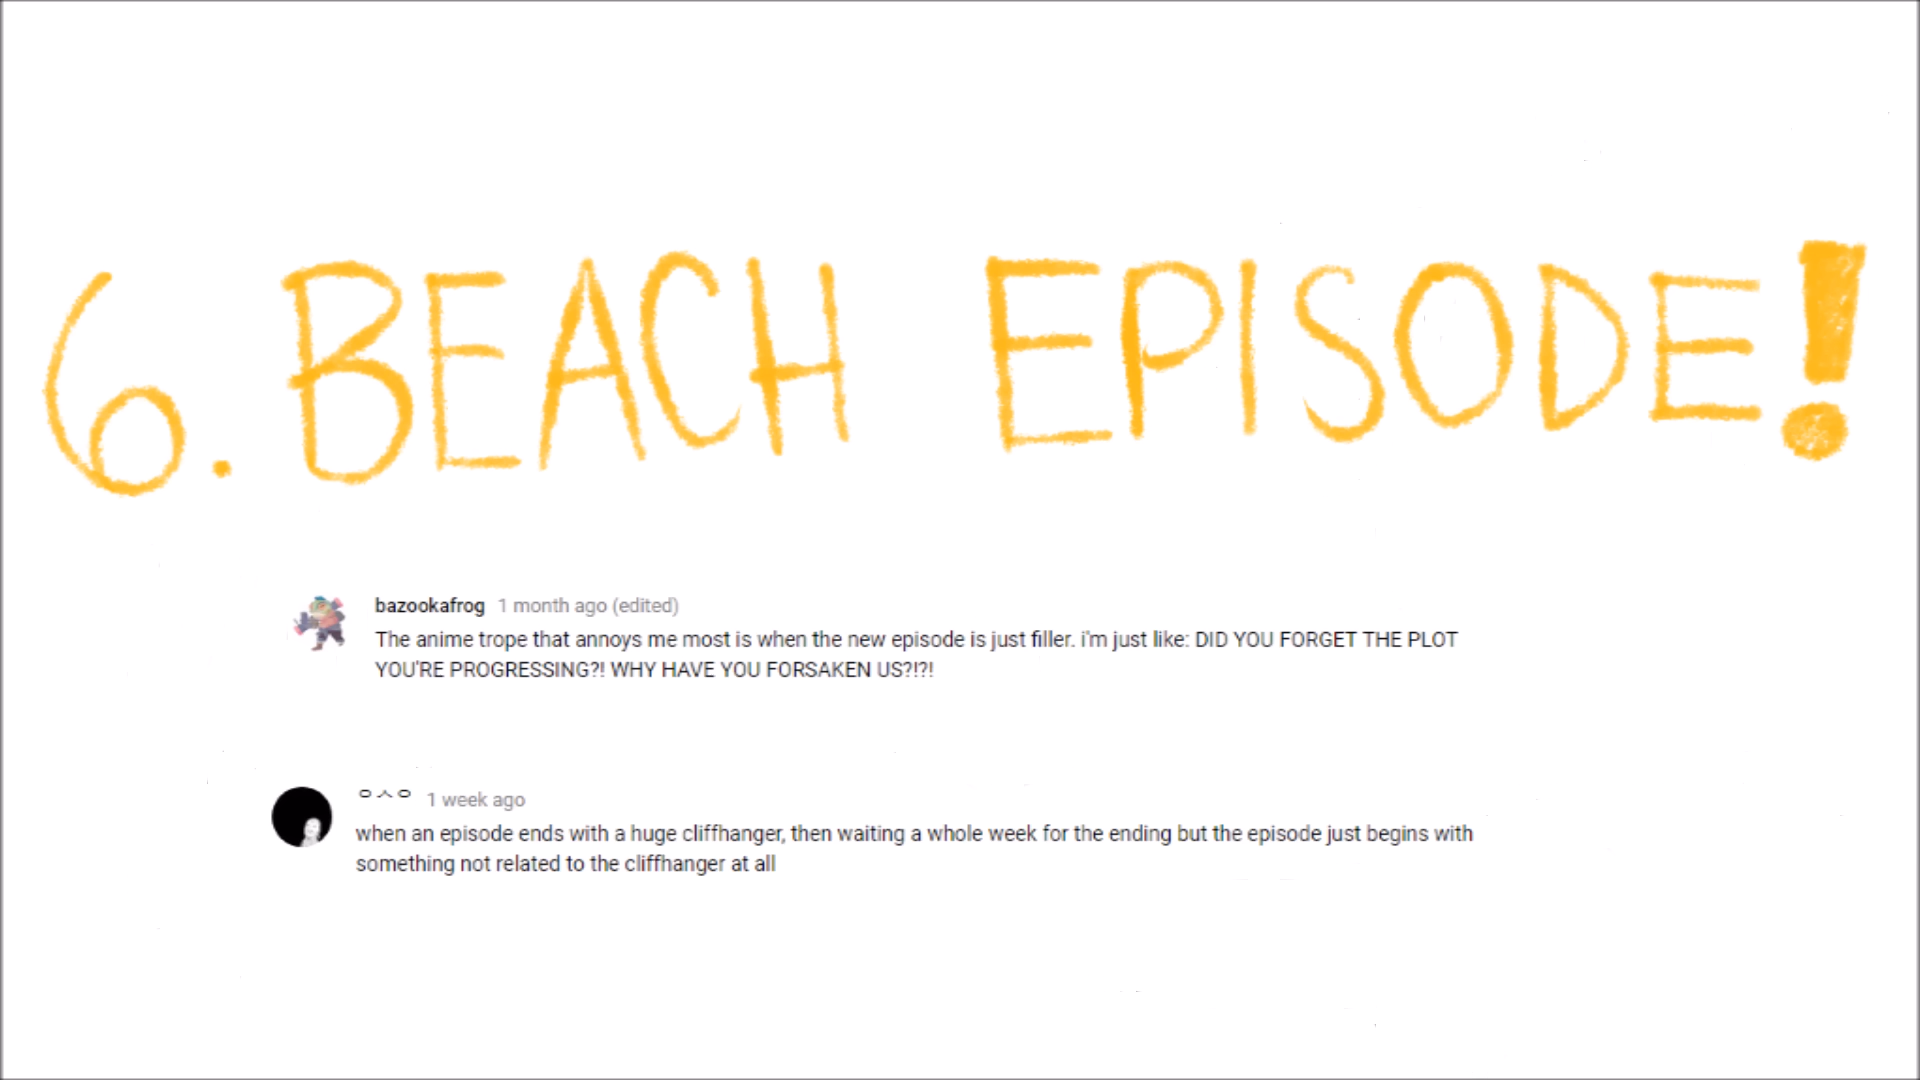 6. BEACH EPISODE!
bazookafrog 1 month ago (edited)
The anime trope that annoys me most is when the new episode is just filler. i'm just like: DID YOU FORGET THE PLOT
YOU'RE PROGRESSING?! WHY HAVE YOU FORSAKEN US?!?!
ㅇㅅㅇ 1 week ago
when an episode ends with a huge cliffhanger, then waiting a whole week for the ending but the episode just begins with
something not related to the cliffhanger at all